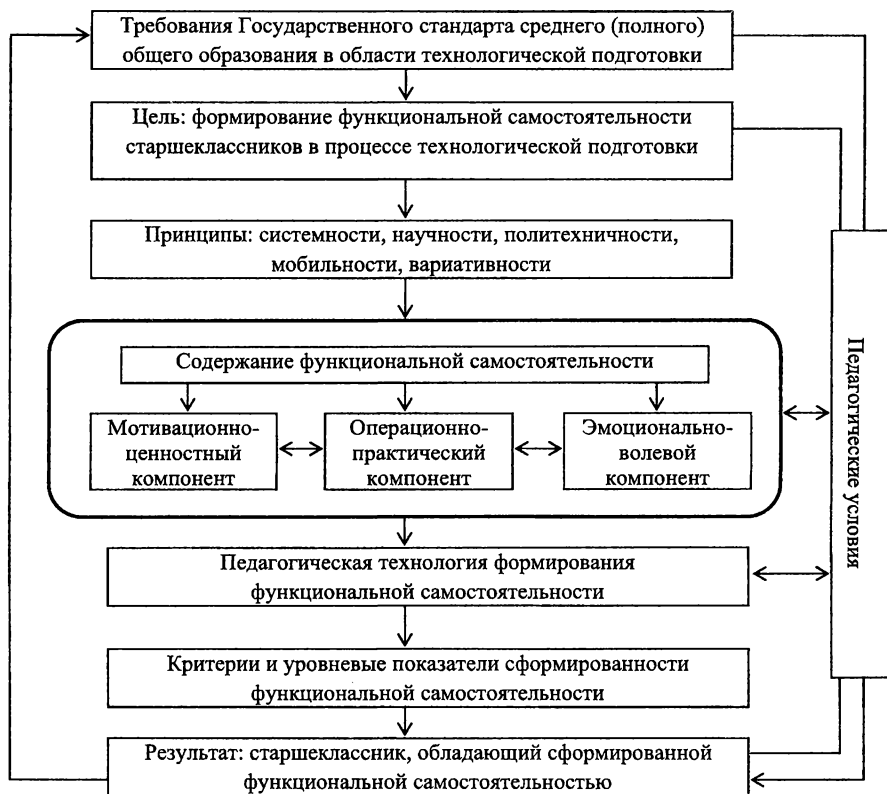 Требования Государственного стандарта среднего (полного)
общего образования в области технологической подготовки
Цель: формирование функциональной самостоятельности
старшеклассников в процессе технологической подготовки
Принципы: системности, научности, политехничности,
мобильности, вариативности
Содержание функциональной самостоятельности
Мотивационно-
ценностный
компонент
Операционно-
практический
компонент
Эмоционально-
волевой
компонент
Педагогическая технология формирования
функциональной самостоятельности
Критерии и уровневые показатели сформированности
функциональной самостоятельности
Результат: старшеклассник, обладающий сформированной
функциональной самостоятельностью
Педагогические условия